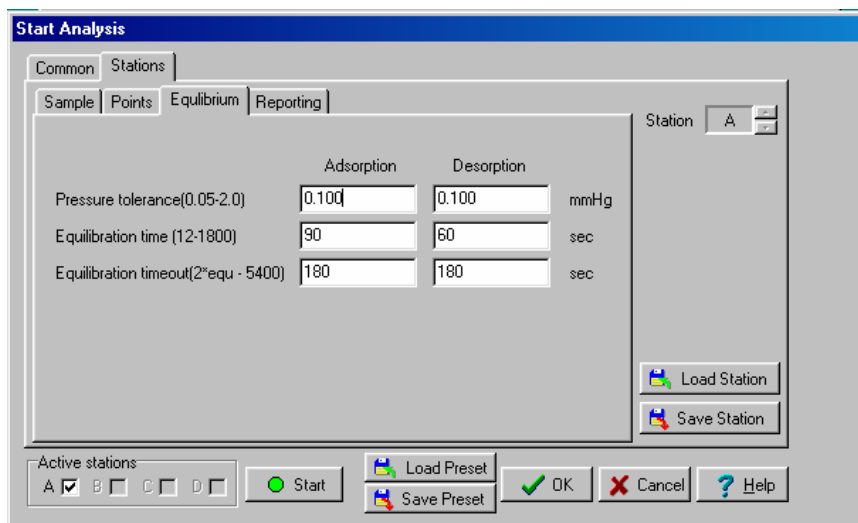 Start Analysis
Common Stations
Sample Points Equlibrium Reporting
Station A
Adsorption Desorption
Pressure tolerance(0.05-2.0) 0.100 0.100 mmHg
Equilibration time (12-1800) 90 60 sec
Equilibration timeout(2*equ - 5400) 180 180 sec
Load Station
Save Station
Active stations
A B C D
Start
Load Preset
Save Preset
OK
Cancel
Help